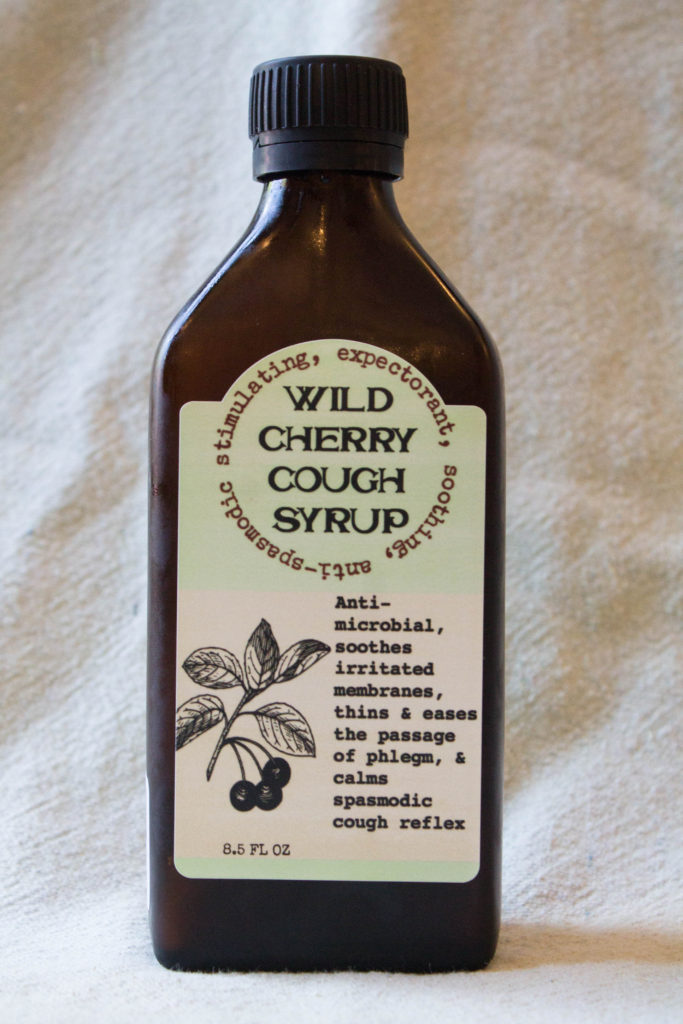 stimulating, expectorant, soothing, anti-spasmodic
WILD
CHERRY
COUGH
SYRUP
Anti-
microbial,
soothes
irritated
membranes,
thins & eases
the passage
of phlegm, &
calms
spasmodic
cough reflex
8.5 FL OZ